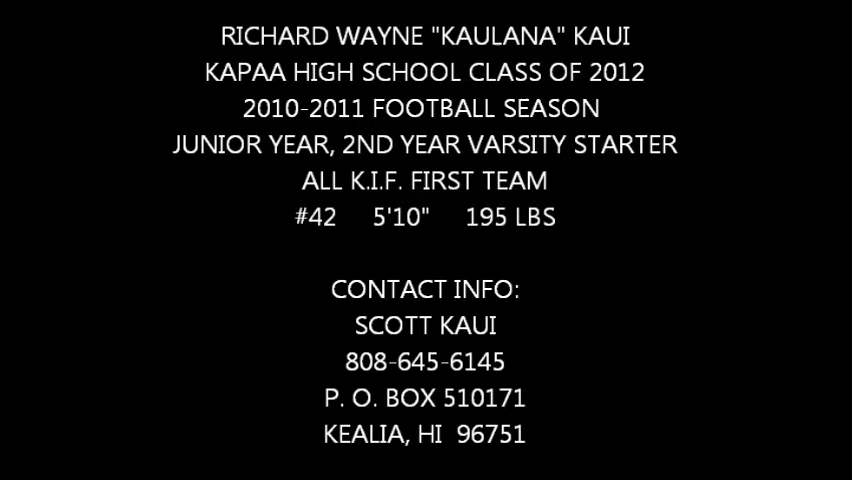 RICHARD WAYNE "KAULANA" KAUI
KAPAA HIGH SCHOOL CLASS OF 2012
2010-2011 FOOTBALL SEASON
JUNIOR YEAR, 2ND YEAR VARSITY STARTER
ALL K.I.F. FIRST TEAM
#42 5'10" 195 LBS
CONTACT INFO:
SCOTT KAUI
808-645-6145
P. O. BOX 510171
KEALIA, HI 96751